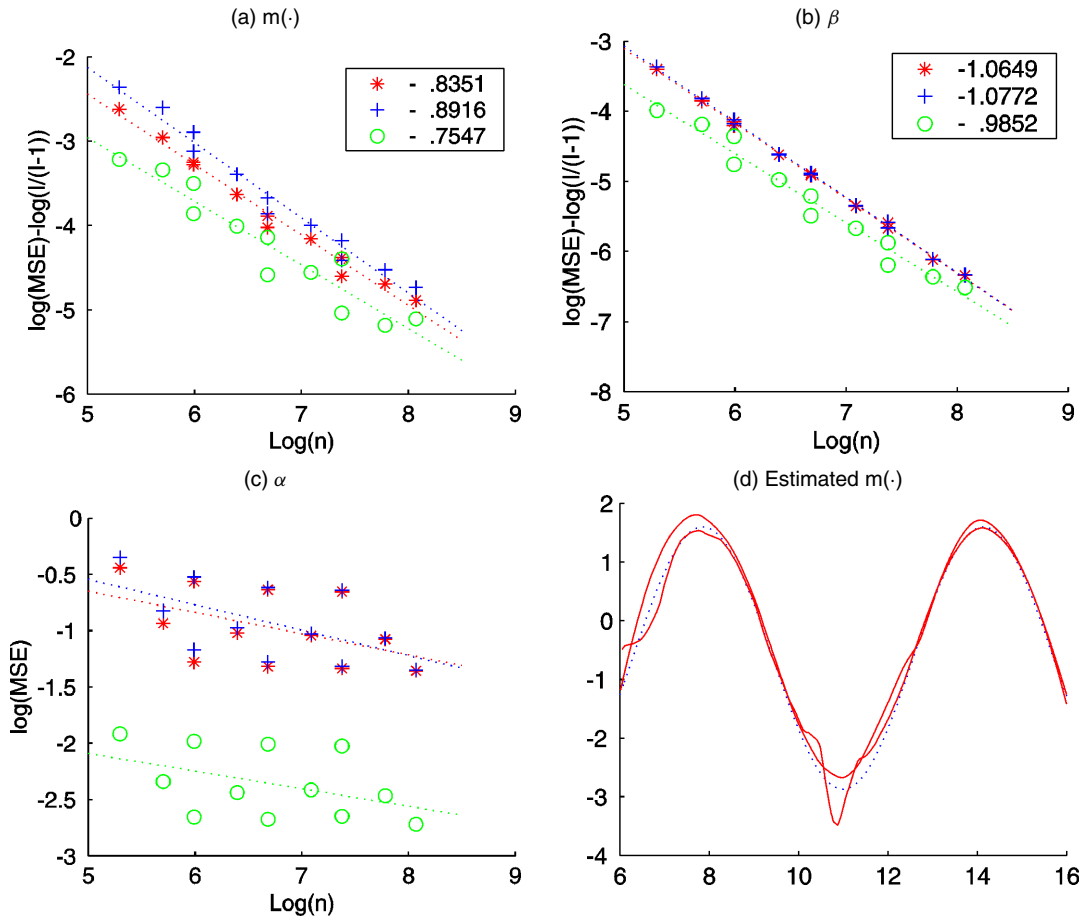 (a) m(·)
log(MSE)-log(I/(I-1))
-2
-3
-4
-5
-6
5 6 7 8 9
Log(n)
- .8351
- .8916
- .7547
(b) β
log(MSE)-log(I/(I-1))
-3
-4
-5
-6
-7
-8
5 6 7 8 9
Log(n)
-1.0649
-1.0772
- .9852
(c) α
log(MSE)
0
-0.5
-1
-1.5
-2
-2.5
-3
5 6 7 8 9
Log(n)
(d) Estimated m(·)
2
1
0
-1
-2
-3
-4
6 8 10 12 14 16